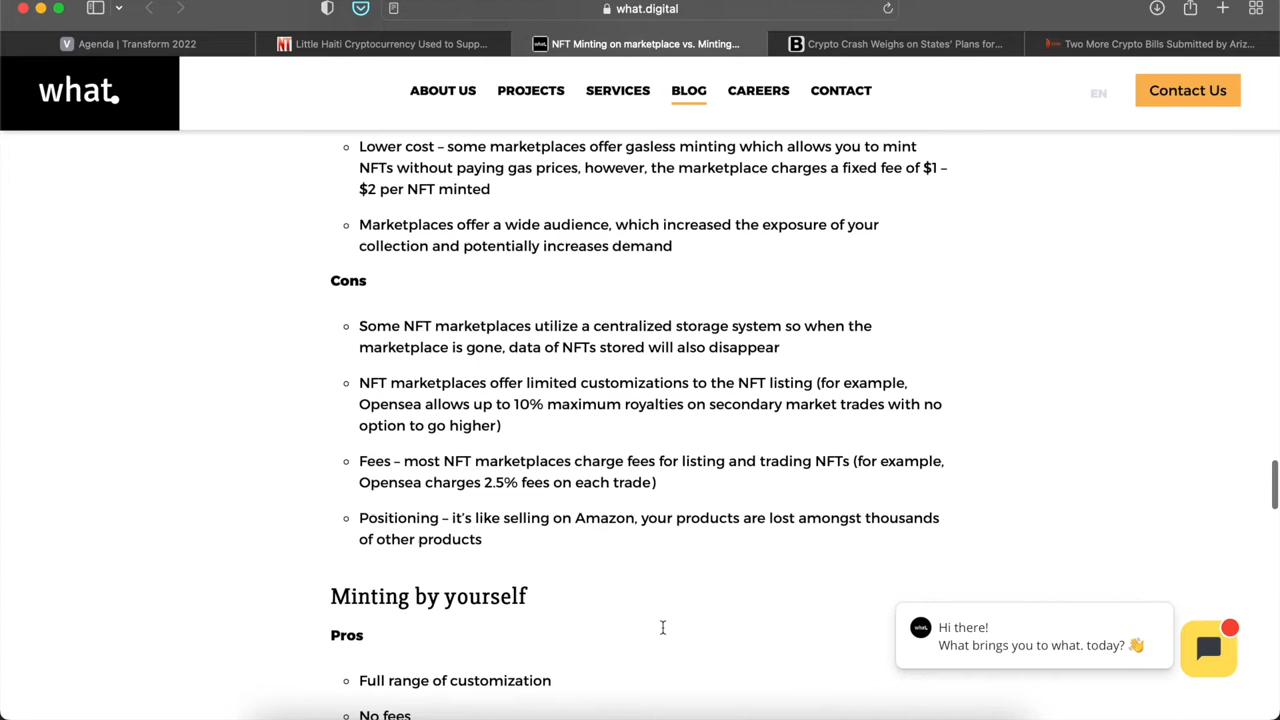 what.digital
Agenda | Transform 2022
Little Haiti Cryptocurrency Used to Supp...
NFT Minting on marketplace vs. Minting...
Crypto Crash Weighs on States' Plans for...
Two More Crypto Bills Submitted by Ariz...
what.
ABOUT US
PROJECTS
SERVICES
BLOG
CAREERS
CONTACT
EN
Contact Us
Lower cost – some marketplaces offer gasless minting which allows you to mint
NFTs without paying gas prices, however, the marketplace charges a fixed fee of $1 –
$2 per NFT minted
Marketplaces offer a wide audience, which increased the exposure of your
collection and potentially increases demand
Cons
Some NFT marketplaces utilize a centralized storage system so when the
marketplace is gone, data of NFTs stored will also disappear
NFT marketplaces offer limited customizations to the NFT listing (for example,
Opensea allows up to 10% maximum royalties on secondary market trades with no
option to go higher)
Fees – most NFT marketplaces charge fees for listing and trading NFTs (for example,
Opensea charges 2.5% fees on each trade)
Positioning – it's like selling on Amazon, your products are lost amongst thousands
of other products
Minting by yourself
Pros
Hi there!
What brings you to what. today? 👋
Full range of customization
No fees